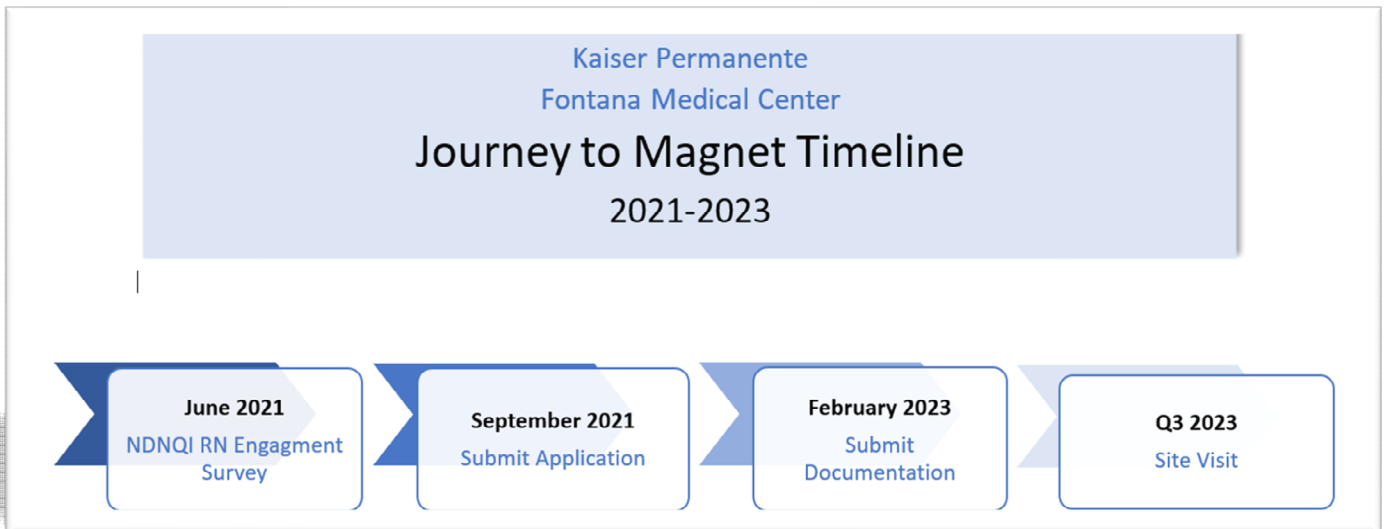 Kaiser Permanente
Fontana Medical Center
Journey to Magnet Timeline
2021-2023
June 2021
NDNQI RN Engagment
Survey
September 2021
Submit Application
February 2023
Submit
Documentation
Q3 2023
Site Visit